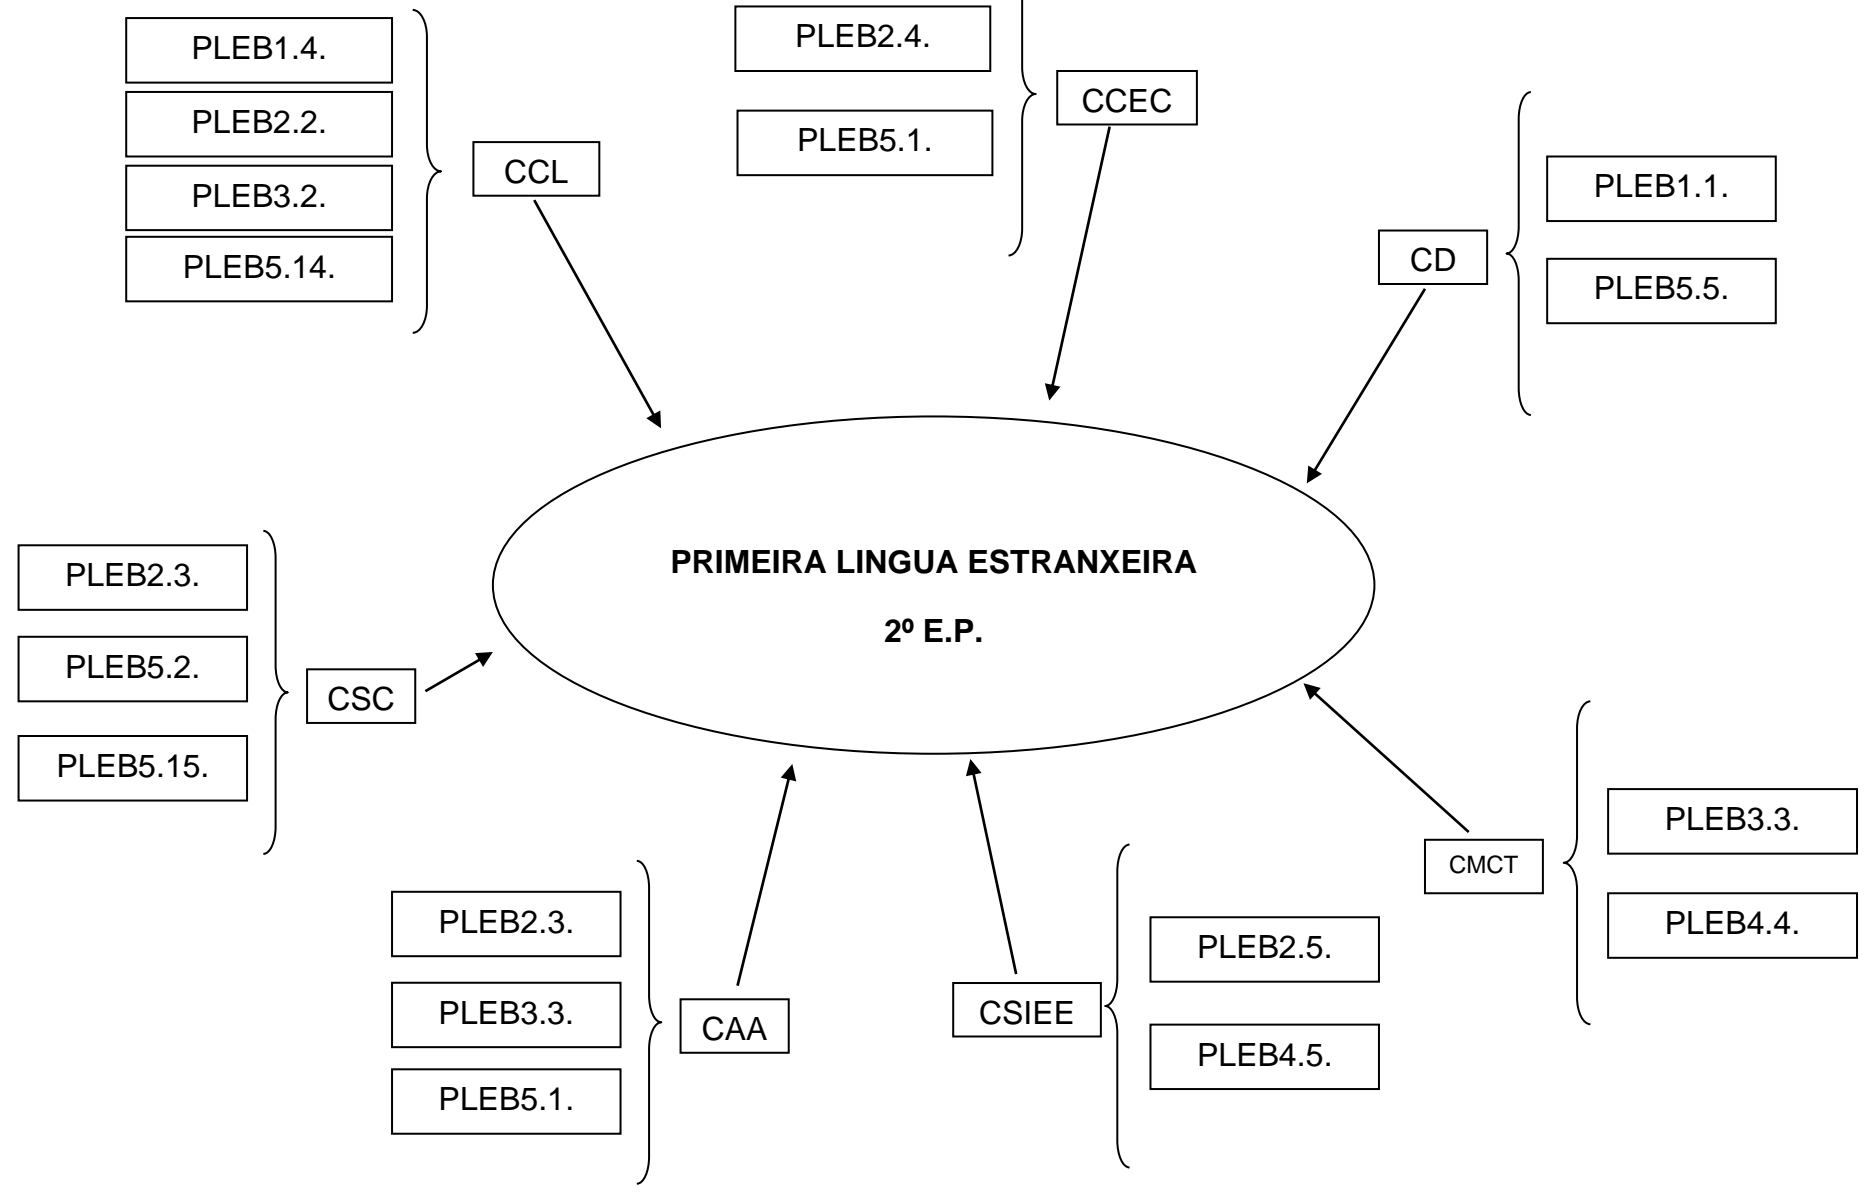 PLEB1.4.
PLEB2.2.
PLEB3.2.
PLEB5.14.
CCL
PLEB2.4.
PLEB5.1.
CCEC
CD
PLEB1.1.
PLEB5.5.
PRIMEIRA LINGUA ESTRANXEIRA
2º E.P.
PLEB2.3.
PLEB5.2.
PLEB5.15.
CSC
PLEB2.3.
PLEB3.3.
PLEB5.1.
CAA
CSIEE
PLEB2.5.
PLEB4.5.
CMCT
PLEB3.3.
PLEB4.4.